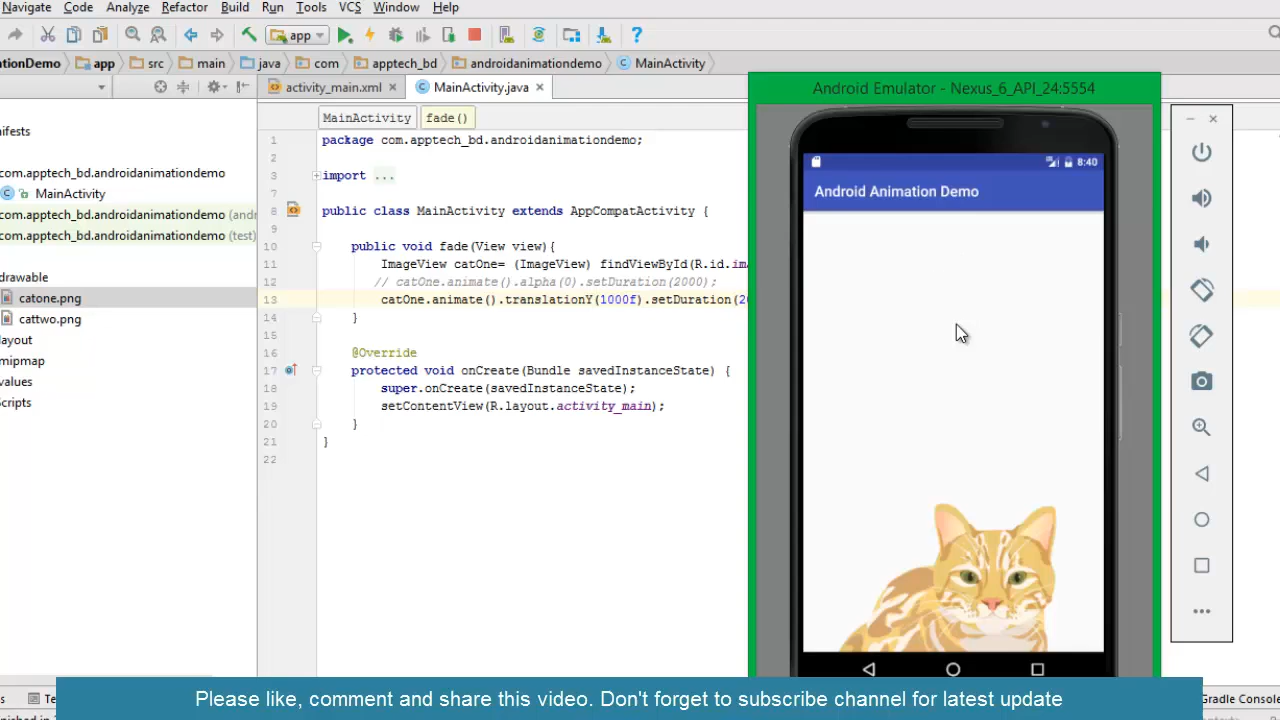 Navigate Code Analyze Refactor Build Run Tools VCS Window Help
app
ationDemo app src main java com apptech_bd androidanimationdemo MainActivity
activity_main.xml MainActivity.java
Android Emulator - Nexus_6_API_24:5554
MainActivity fade()
nifests
com.apptech_bd.androidanimationdemo
MainActivity
com.apptech_bd.androidanimationdemo (andr
com.apptech_bd.androidanimationdemo (test)
drawable
catone.png
cattwo.png
layout
mipmap
values
Scripts
1 package com.apptech_bd.androidanimationdemo;
2
3 import ...
7
8 public class MainActivity extends AppCompatActivity {
9
10 public void fade(View view){
11 ImageView catOne= (ImageView) findViewById(R.id.ima
12 // catOne.animate().alpha(0).setDuration(2000);
13 catOne.animate().translationY(1000f).setDuration(20
14 }
15
16 @Override
17 protected void onCreate(Bundle savedInstanceState) {
18 super.onCreate(savedInstanceState);
19 setContentView(R.layout.activity_main);
20 }
21 }
22
8:40
Android Animation Demo
Please like, comment and share this video. Don't forget to subscribe channel for latest update
Gradle Console